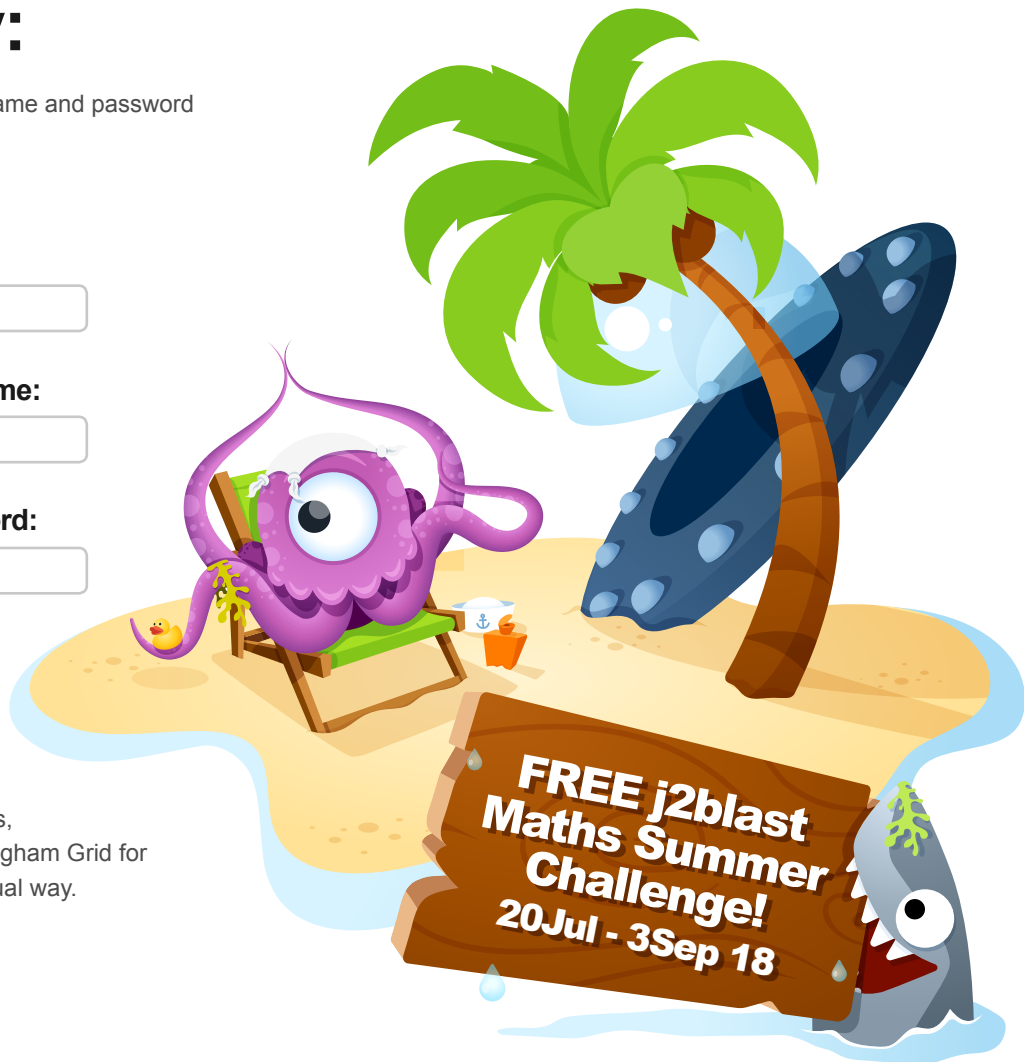 :
ame and password
me:
rd:
s,
gham Grid for
ual way.
FREE j2blast
Maths Summer
Challenge!
20Jul - 3Sep 18